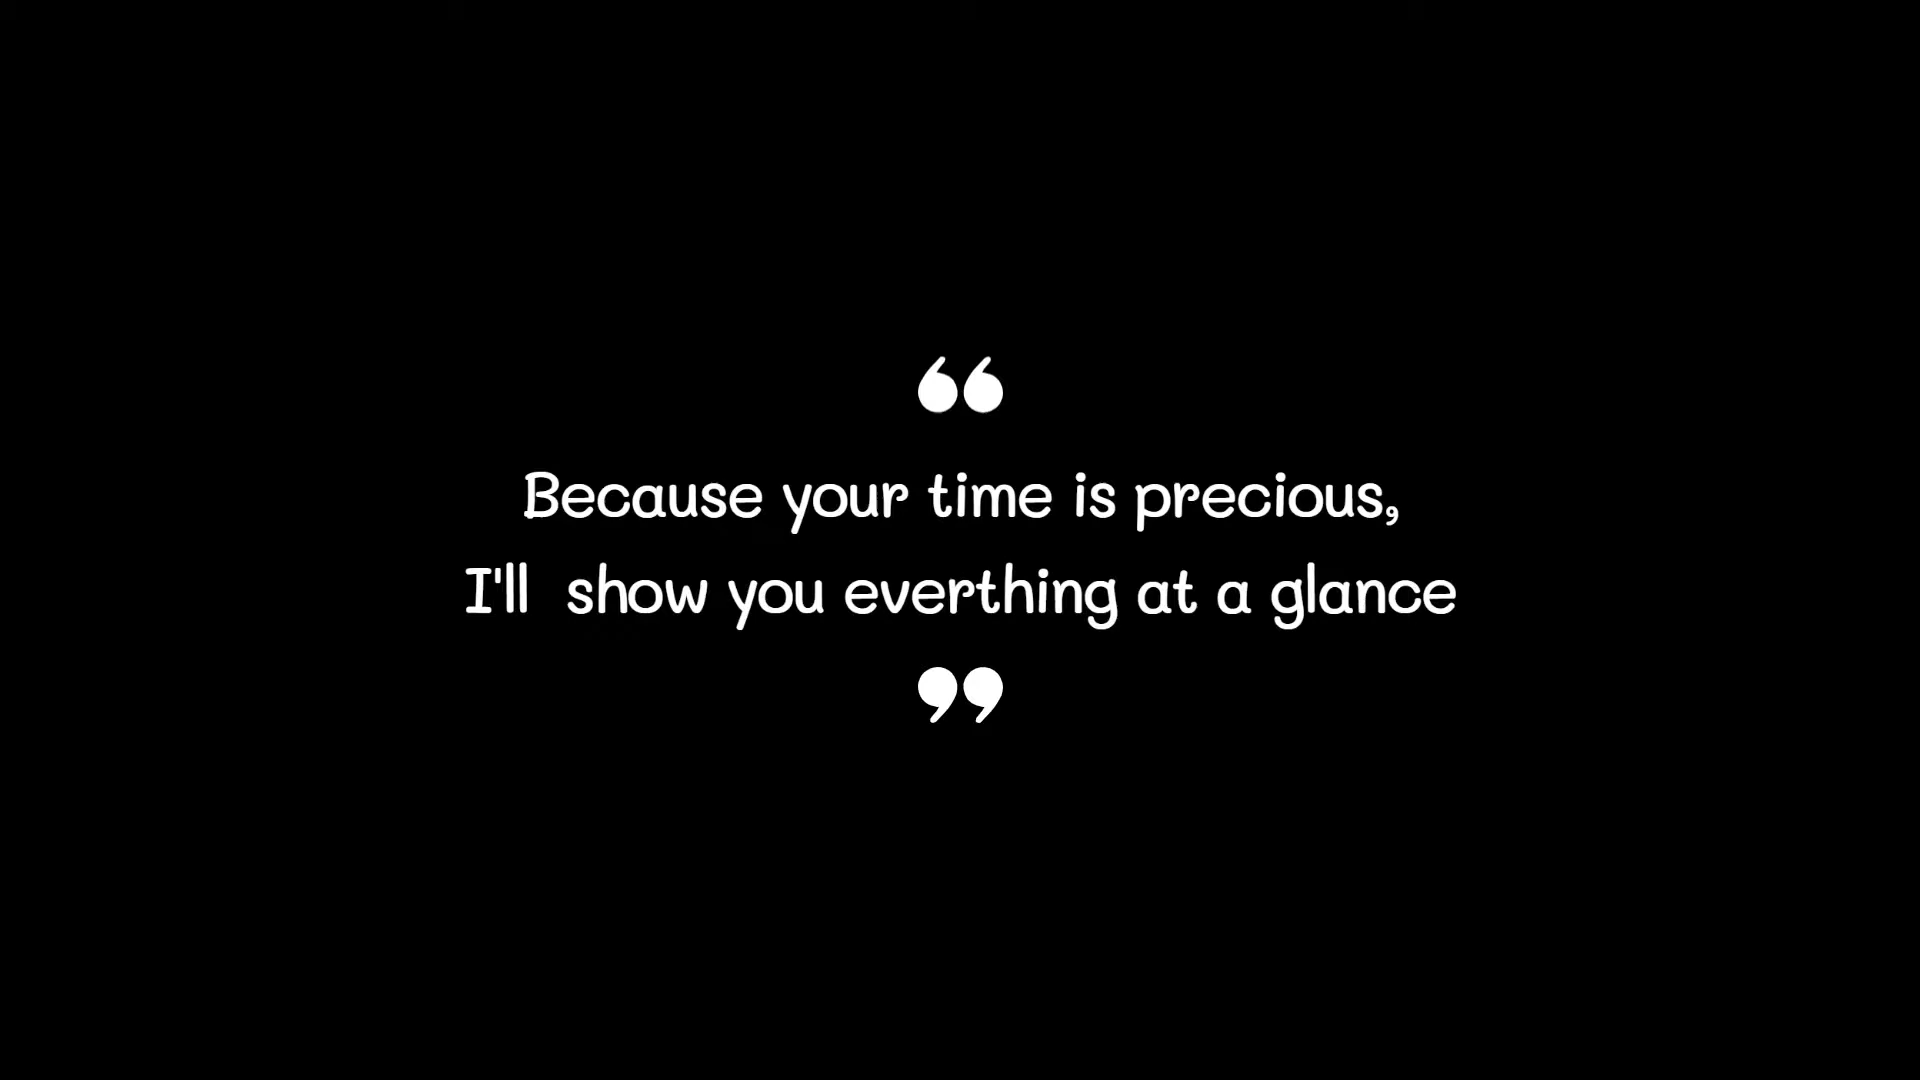 “
Because your time is precious,
I'll  show you everthing at a glance
”